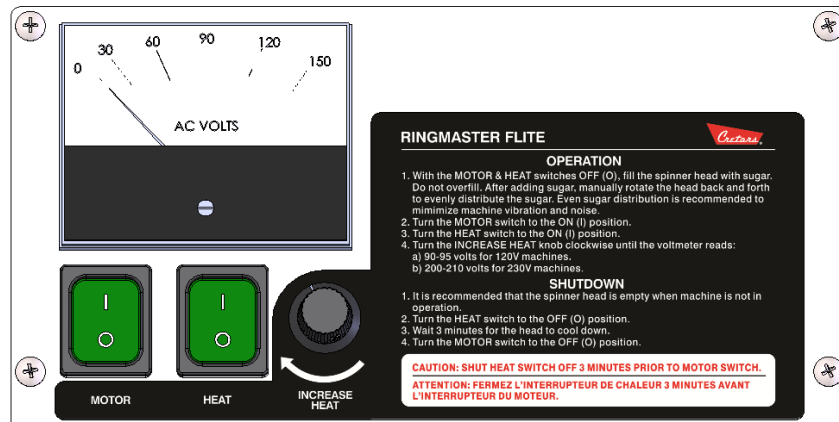 0 30 60 90 120 150
AC VOLTS
RINGMASTER FLITE
Cretors
OPERATION
1. With the MOTOR & HEAT switches OFF (O), fill the spinner head with sugar.
Do not overfill. After adding sugar, manually rotate the head back and forth
to evenly distribute the sugar. Even sugar distribution is recommended to
mimimize machine vibration and noise.
2. Turn the MOTOR switch to the ON (I) position.
3. Turn the HEAT switch to the ON (I) position.
4. Turn the INCREASE HEAT knob clockwise until the voltmeter reads:
a) 90-95 volts for 120V machines.
b) 200-210 volts for 230V machines.
SHUTDOWN
1. It is recommended that the spinner head is empty when machine is not in
operation.
2. Turn the HEAT switch to the OFF (O) position.
3. Wait 3 minutes for the head to cool down.
4. Turn the MOTOR switch to the OFF (O) position.
CAUTION: SHUT HEAT SWITCH OFF 3 MINUTES PRIOR TO MOTOR SWITCH.
ATTENTION: FERMEZ L'INTERRUPTEUR DE CHALEUR 3 MINUTES AVANT
L'INTERRUPTEUR DU MOTEUR.
I I
O O
MOTOR
HEAT
INCREASE
HEAT